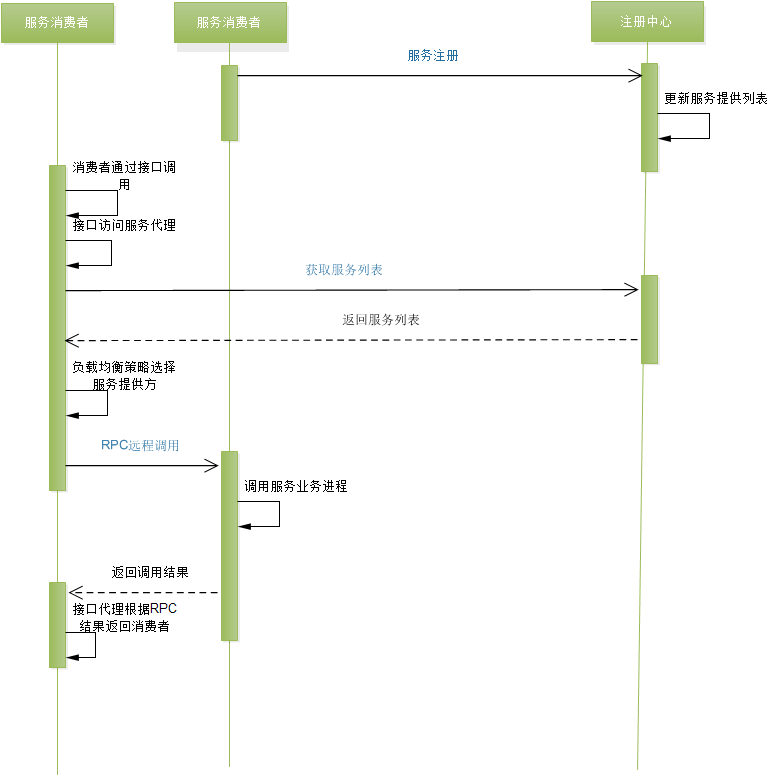 服务消费者
服务消费者
注册中心
服务注册
更新服务提供列表
消费者通过接口调
用
接口访问服务代理
获取服务列表
返回服务列表
负载均衡策略选择
服务提供方
RPC远程调用
调用服务业务进程
返回调用结果
接口代理根据RPC
结果返回消费者